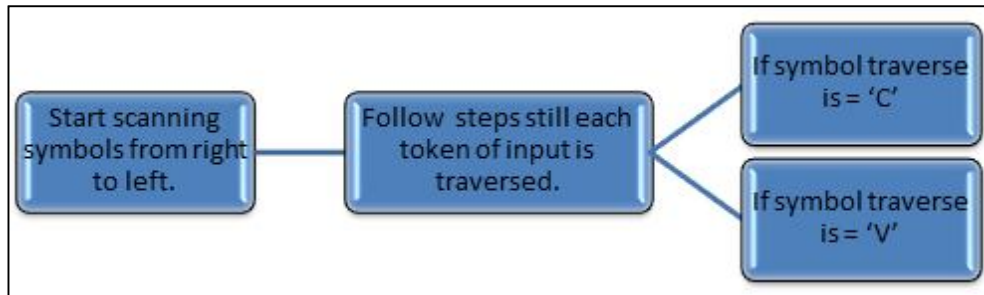 Start scanning
symbols from right
to left.
Follow steps still each
token of input is
traversed.
If symbol traverse
is = ‘C’
If symbol traverse
is = ‘V’